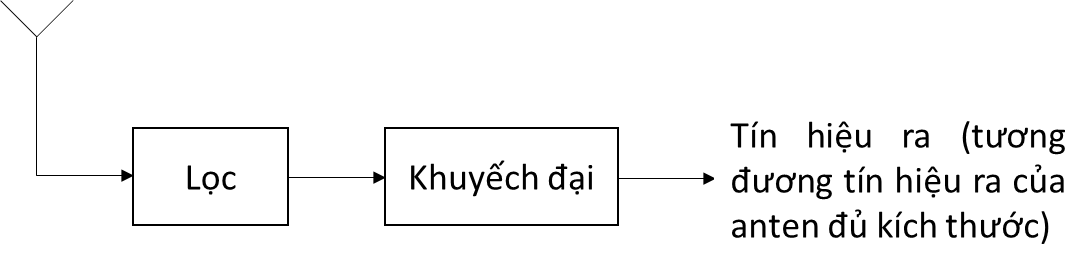 Lọc
Khuyếch đại
Tín hiệu ra (tương
đương tín hiệu ra của
anten đủ kích thước)